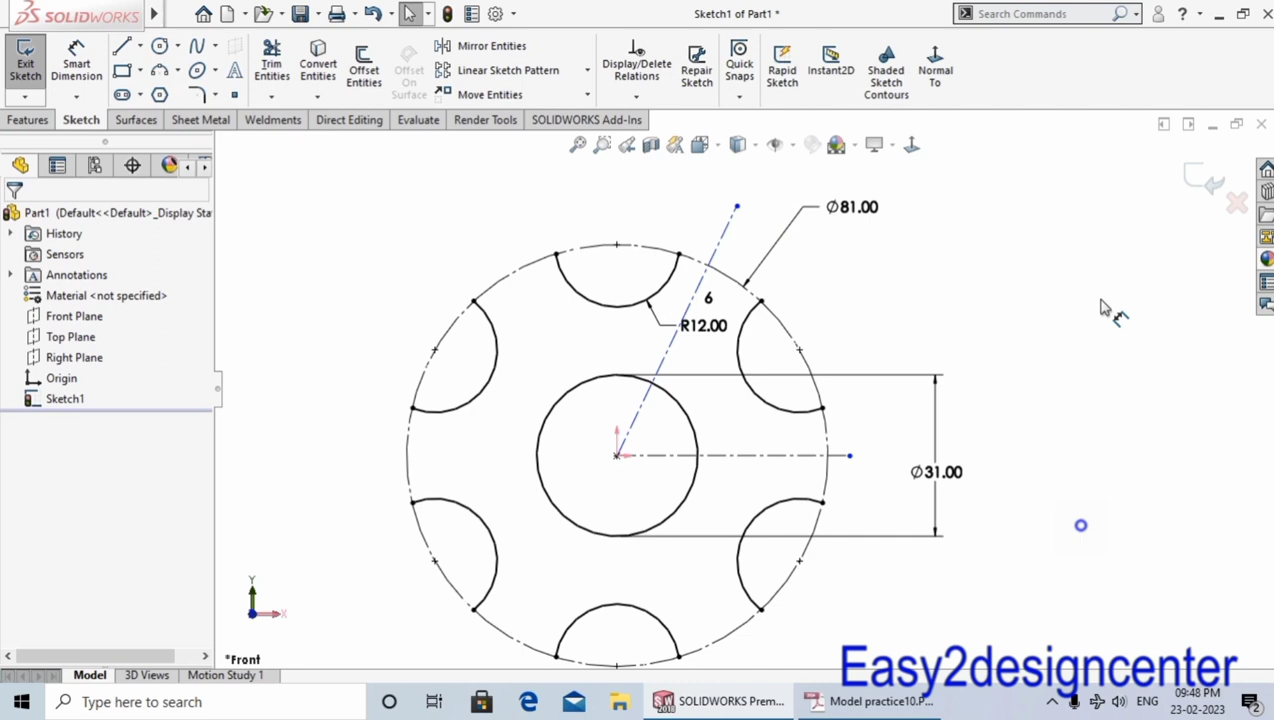 SOLIDWORKS
Sketch1 of Part1 *
Search Commands
Exit Sketch
Smart Dimension
Trim Entities
Convert Entities
Offset Entities
Offset On Surface
Mirror Entities
Linear Sketch Pattern
Move Entities
Display/Delete Relations
Repair Sketch
Quick Snaps
Rapid Sketch
Instant2D
Shaded Sketch Contours
Normal To
Features
Sketch
Surfaces
Sheet Metal
Weldments
Direct Editing
Evaluate
Render Tools
SOLIDWORKS Add-Ins
Part1 (Default<<Default>_Display Sta
History
Sensors
Annotations
Material <not specified>
Front Plane
Top Plane
Right Plane
Origin
Sketch1
∅81.00
6
R12.00
∅31.00
Y
X
*Front
Model
3D Views
Motion Study 1
Easy2designcenter
Type here to search
SOLIDWORKS Prem...
Model practice10.P...
ENG
09:48 PM
23-02-2023
2